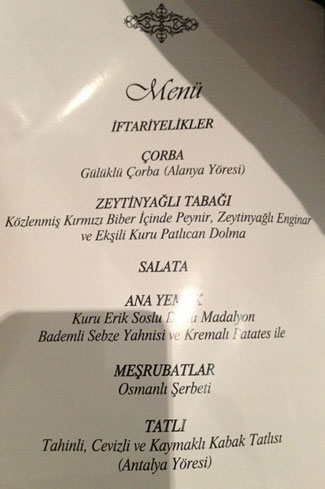 Menü
İFTARİYELİKLER
ÇORBA
Gülüklü Çorba (Alanya Yöresi)
ZEYTİNYAĞLI TABAĞI
Közlenmiş Kırmızı Biber İçinde Peynir, Zeytinyağlı Enginar
ve Ekşili Kuru Patlıcan Dolma
SALATA
ANA YEMEK
Kuru Erik Soslu Dana Madalyon
Bademli Sebze Yahnisi ve Kremalı Patates ile
MEŞRUBATLAR
Osmanlı Şerbeti
TATLI
Tahinli, Cevizli ve Kaymaklı Kabak Tatlısı
(Antalya Yöresi)